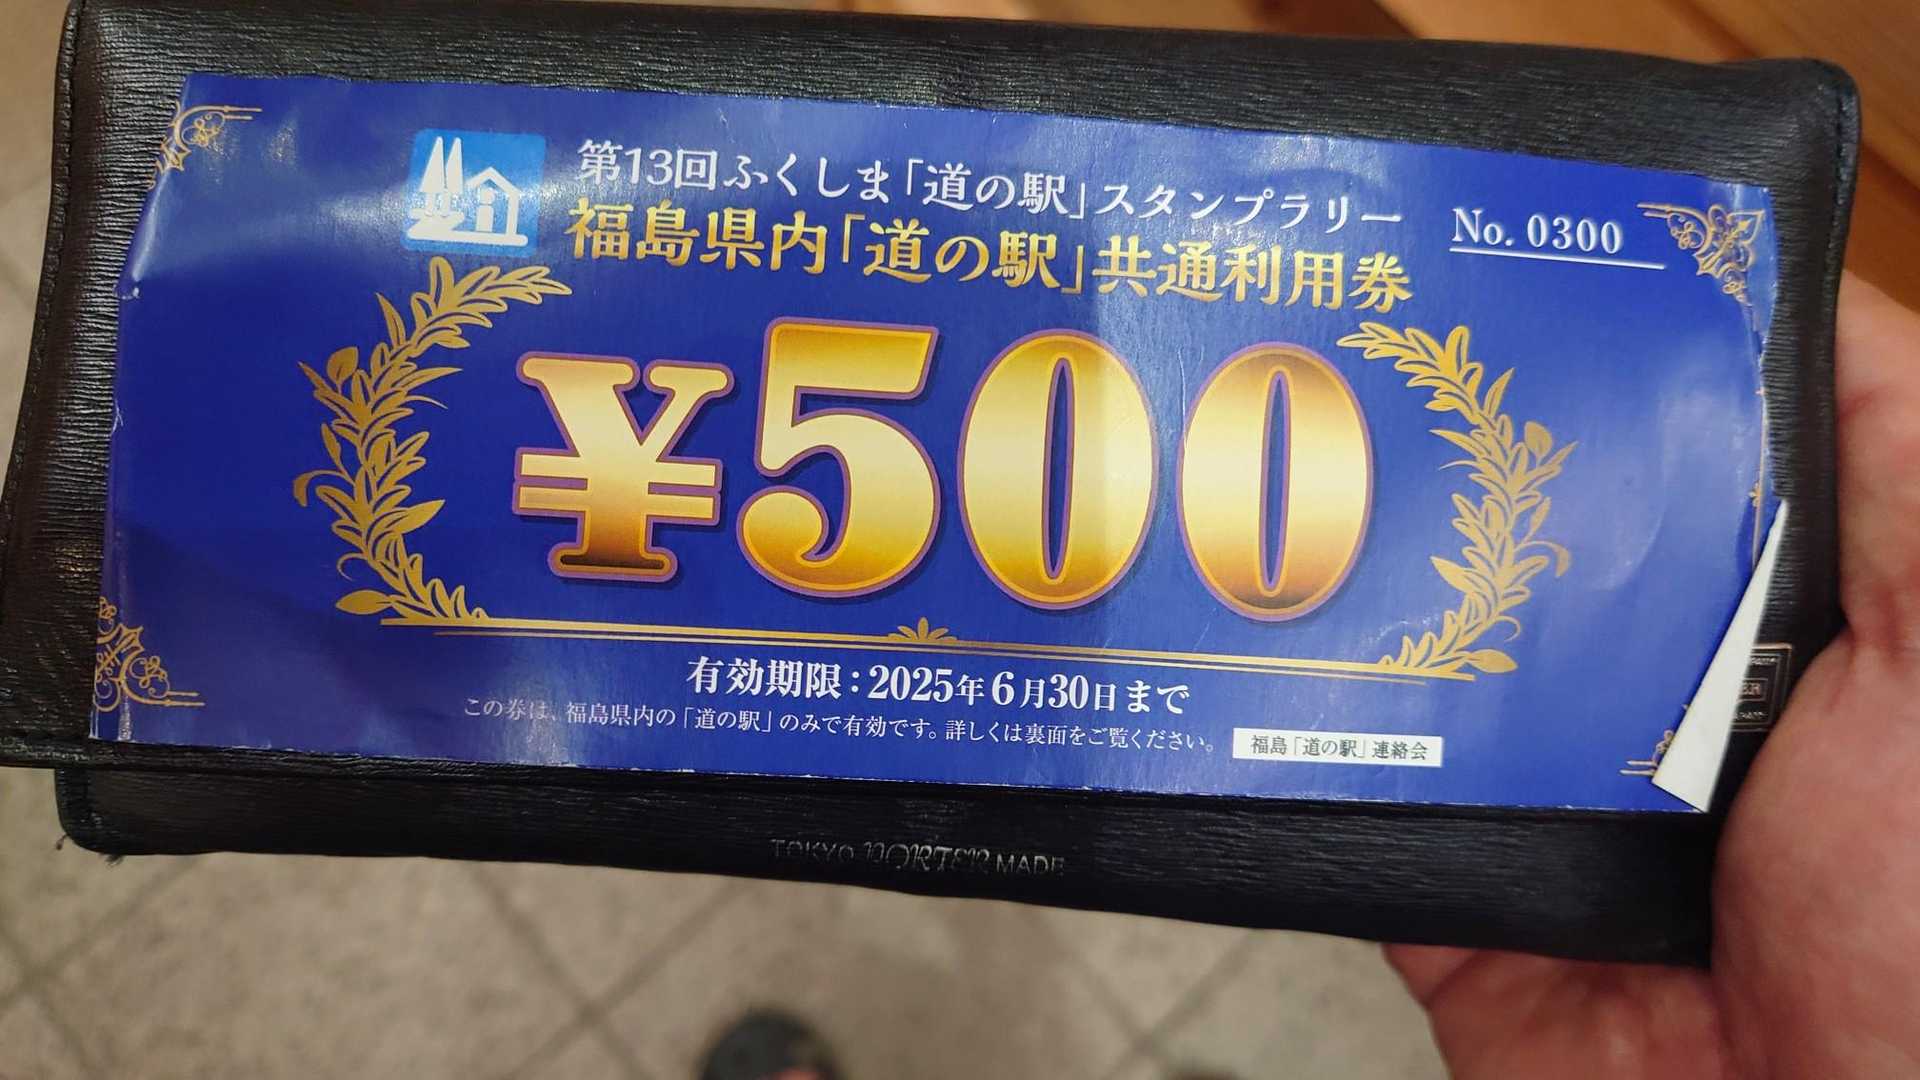 第13回ふくしま「道の駅」スタンプラリー
福島県内「道の駅」共通利用券
No. 0300
¥500
有効期限：2025年6月30日まで
この券は、福島県内の「道の駅」のみで有効です。詳しくは裏面をご覧ください。
福島「道の駅」連絡会
TOKYO PORTER MADE